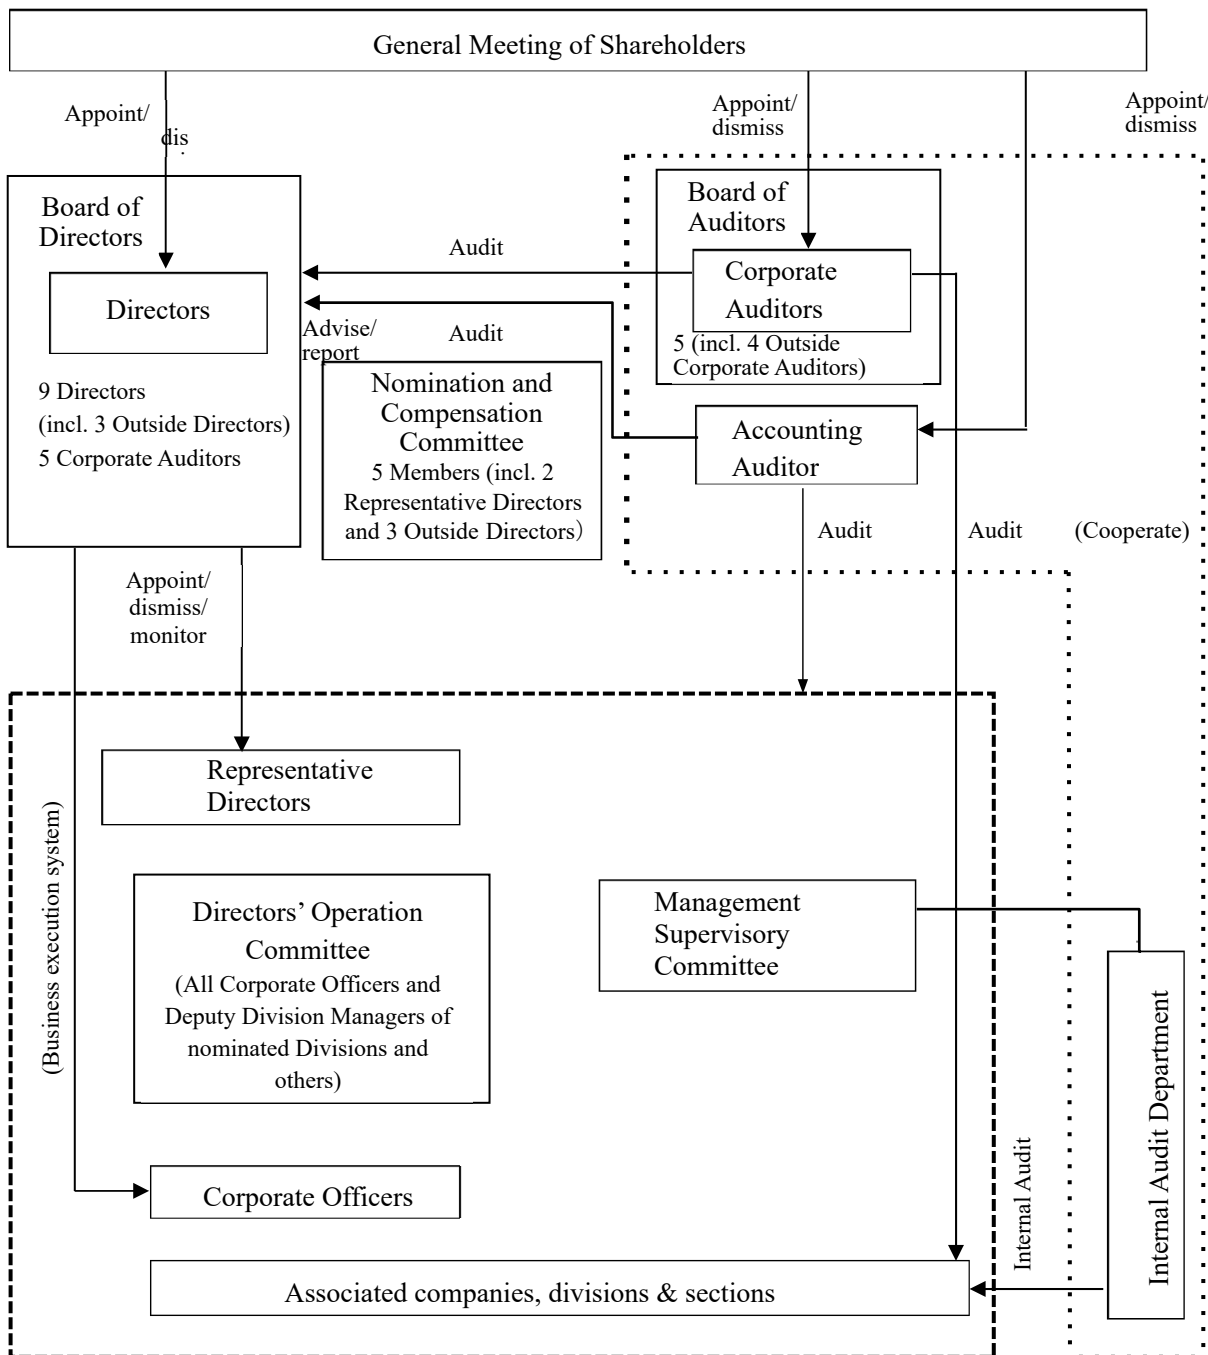 General Meeting of Shareholders
Appoint/
dis
Appoint/
dismiss
Appoint/
dismiss
Board of
Directors
Directors
9 Directors
(incl. 3 Outside Directors)
5 Corporate Auditors
Audit
Advise/
report
Audit
Nomination and
Compensation
Committee
5 Members (incl. 2
Representative Directors
and 3 Outside Directors）
Board of
Auditors
Corporate
Auditors
5 (incl. 4 Outside
Corporate Auditors)
Accounting
Auditor
Audit
Audit
(Cooperate)
Appoint/
dismiss/
monitor
(Business execution system)
Representative
Directors
Directors’ Operation
Committee
(All Corporate Officers and
Deputy Division Managers of
nominated Divisions and
others)
Management
Supervisory
Committee
Corporate Officers
Associated companies, divisions & sections
Internal Audit
Internal Audit Department